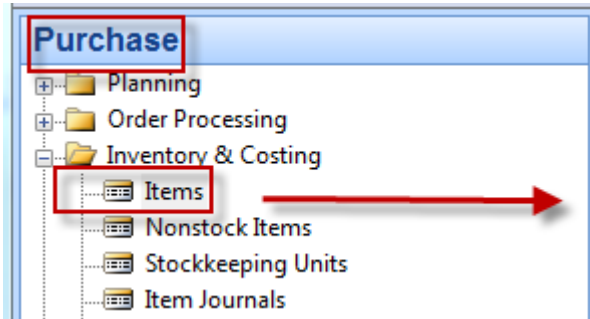 Purchase
Planning
Order Processing
Inventory & Costing
Items
Nonstock Items
Stockkeeping Units
Item Journals